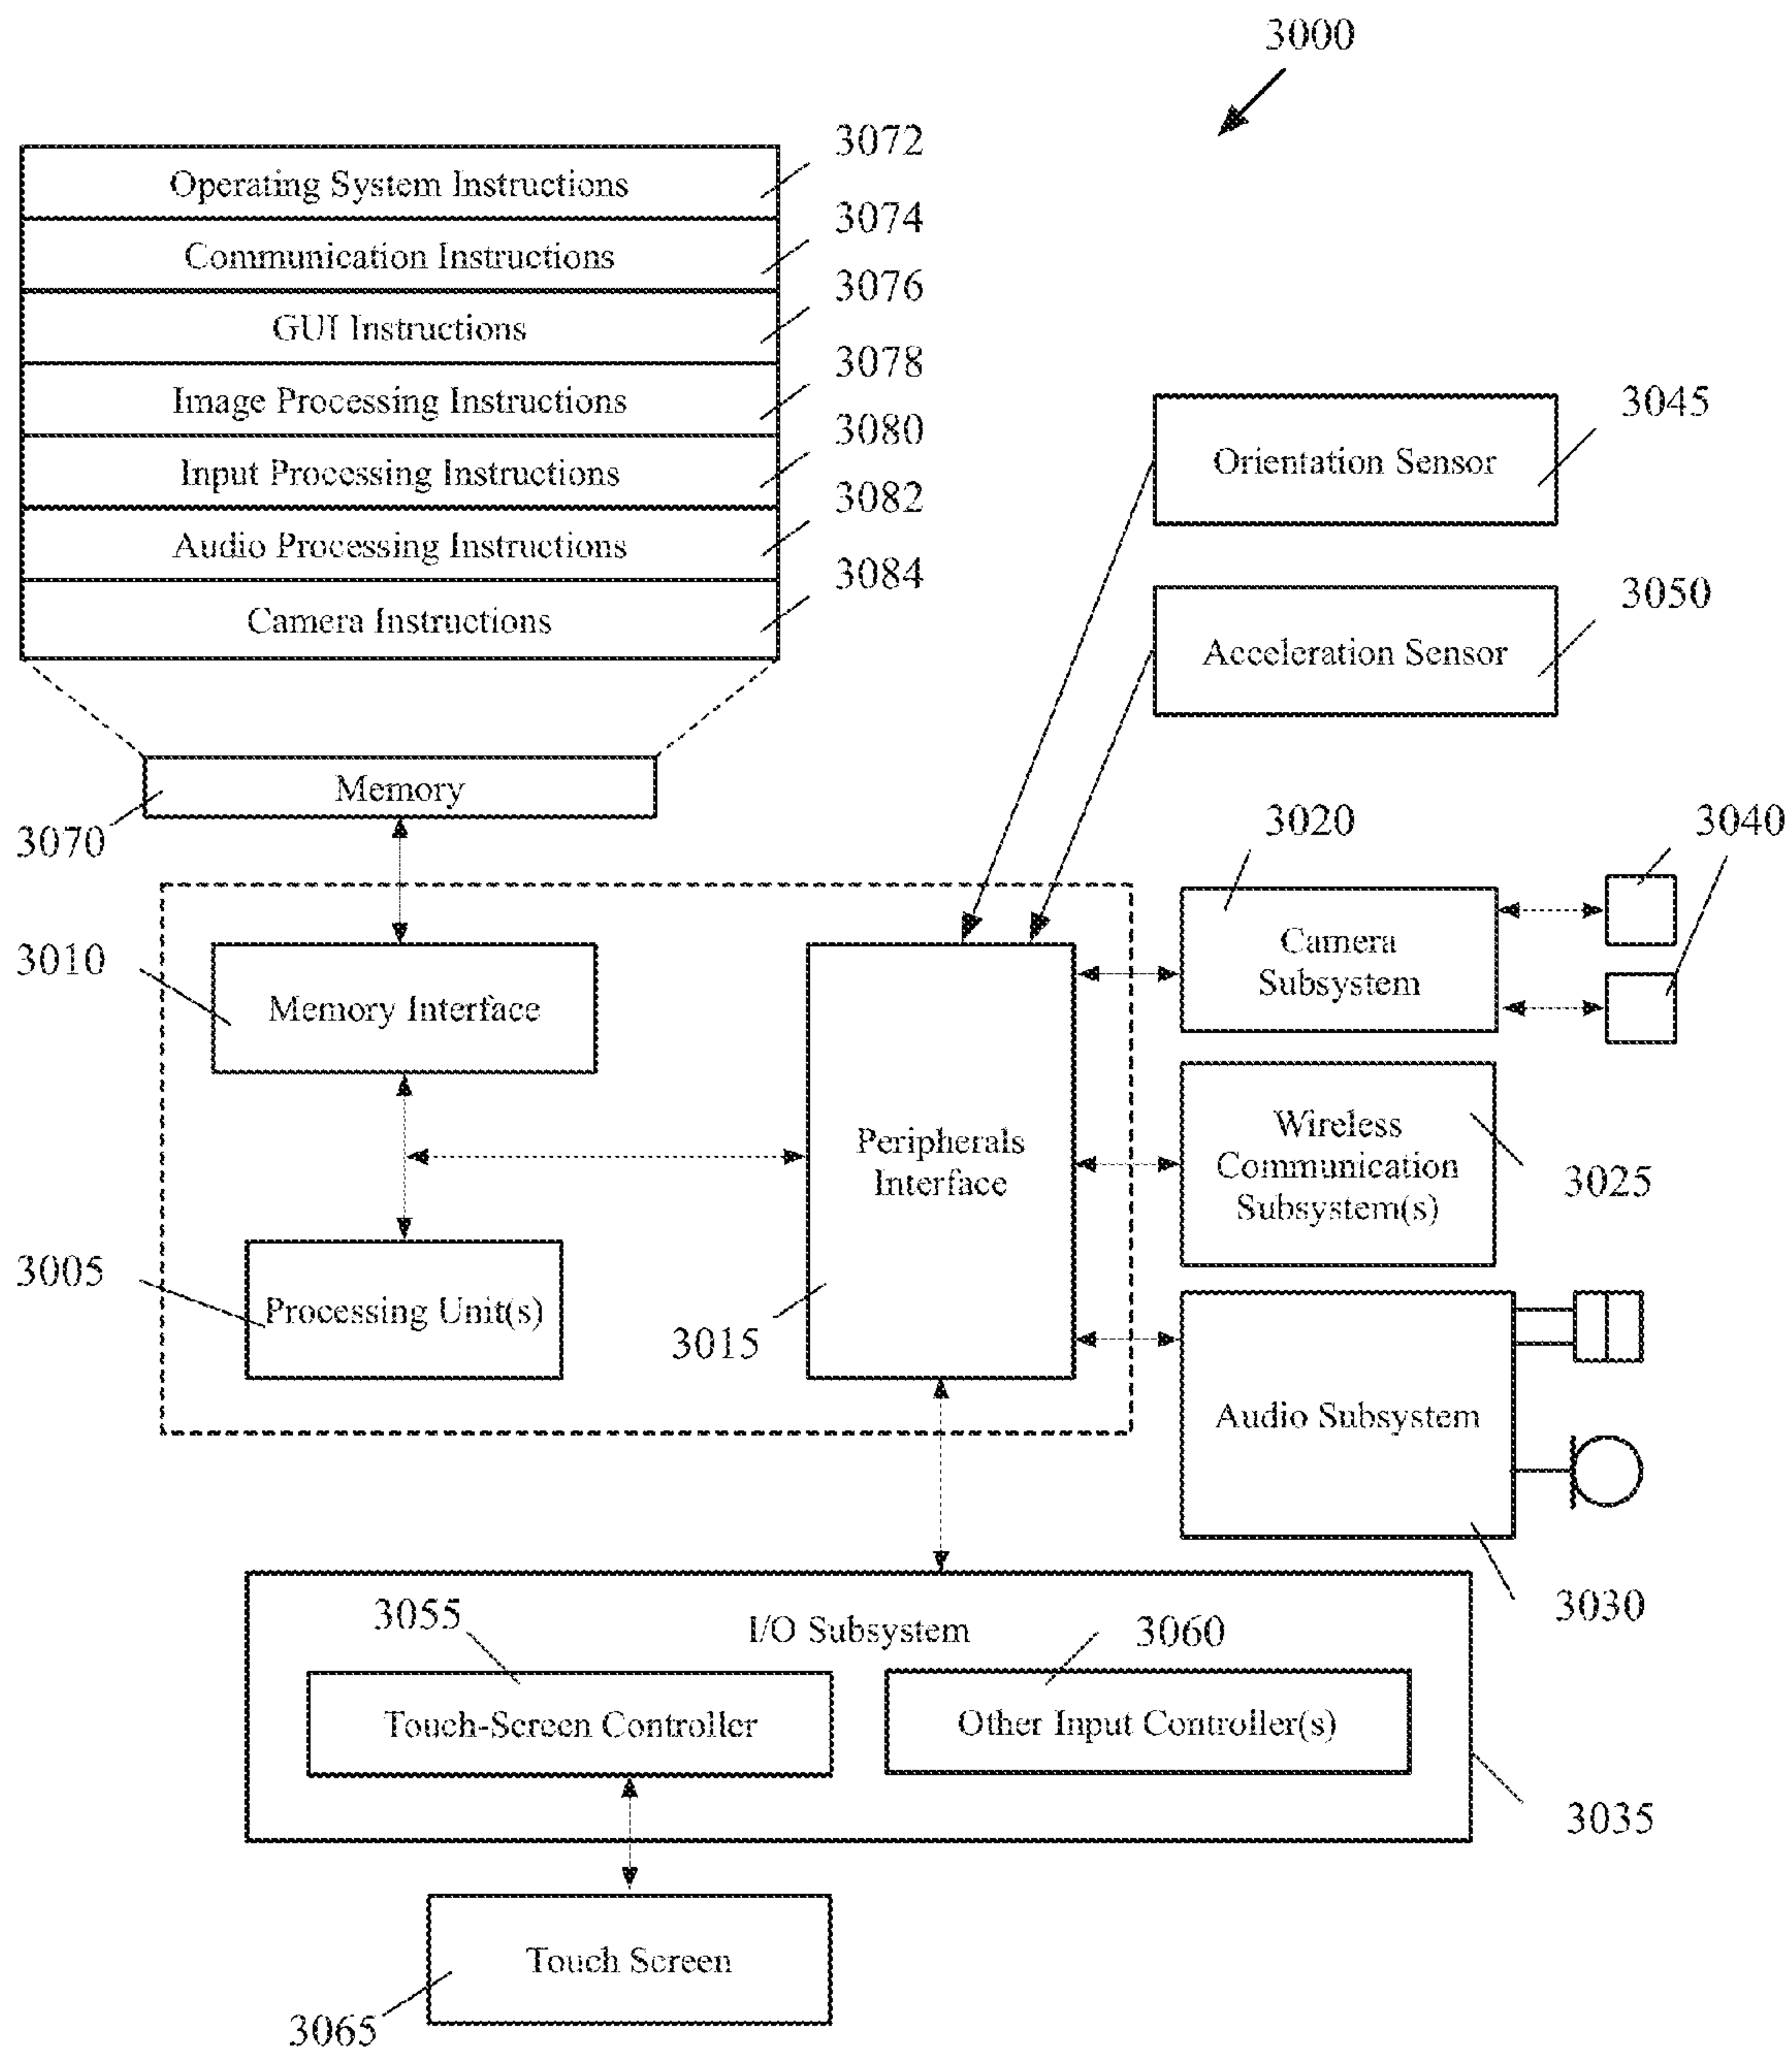 3000
Operating System Instructions
3072
Communication Instructions
3074
GUI Instructions
3076
Image Processing Instructions
3078
Input Processing Instructions
3080
Audio Processing Instructions
3082
Camera Instructions
3084
Orientation Sensor
3045
Acceleration Sensor
3050
Memory
3070
3020
3040
Camera
Subsystem
3010
Memory Interface
Peripherals
Interface
3015
Wireless
Communication
Subsystem(s)
3025
3005
Processing Unit(s)
Audio Subsystem
3030
I/O Subsystem
3055
3060
Touch-Screen Controller
Other Input Controller(s)
3035
Touch Screen
3065